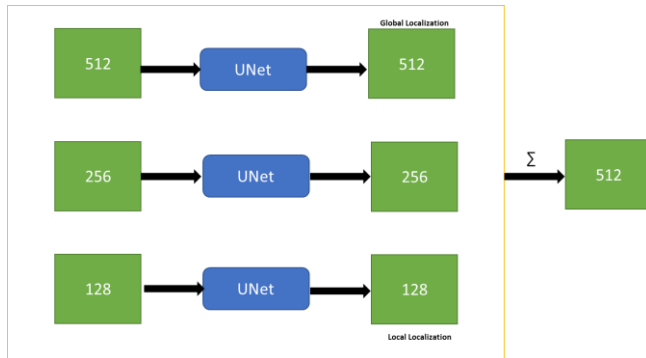 Global Localization
512
UNet
512
256
UNet
256
Σ
512
128
UNet
128
Local Localization